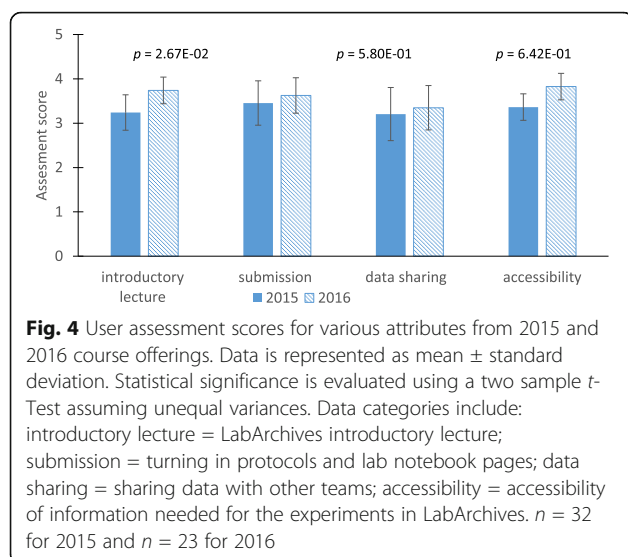 p = 2.67E-02 p = 5.80E-01 p = 6.42E-01
5
4
3
2
1
0
Assesment score
introductory lecture
submission
data sharing
accessibility
2015 2016
Fig. 4 User assessment scores for various attributes from 2015 and
2016 course offerings. Data is represented as mean ± standard
deviation. Statistical significance is evaluated using a two sample t-
Test assuming unequal variances. Data categories include:
introductory lecture = LabArchives introductory lecture;
submission = turning in protocols and lab notebook pages; data
sharing = sharing data with other teams; accessibility = accessibility
of information needed for the experiments in LabArchives. n = 32
for 2015 and n = 23 for 2016